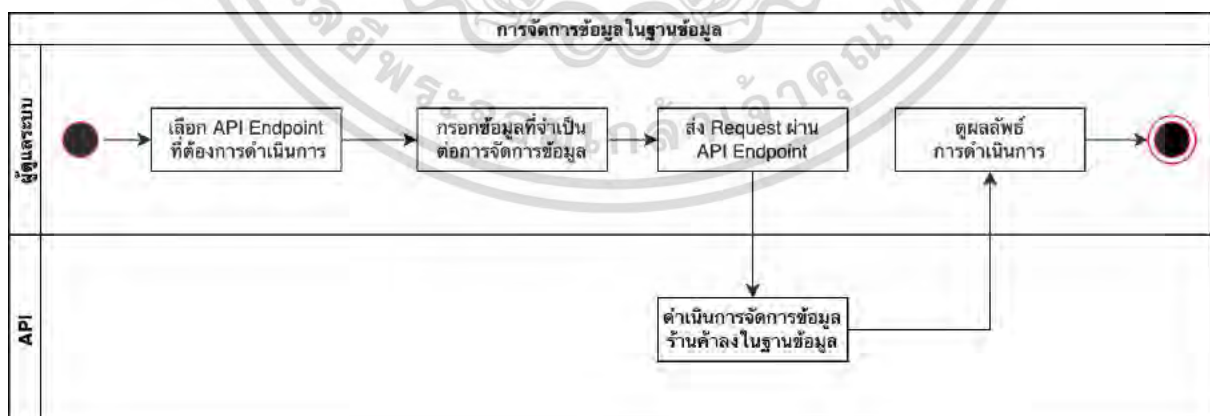 การจัดการข้อมูลในฐานข้อมูล
ผู้ดูแลระบบ
เลือก API Endpoint
ที่ต้องการดำเนินการ
กรอกข้อมูลที่จำเป็น
ต่อการจัดการข้อมูล
ส่ง Request ผ่าน
API Endpoint
ดูผลลัพธ์
การดำเนินการ
API
ดำเนินการจัดการข้อมูล
ร้านค้าลงในฐานข้อมูล